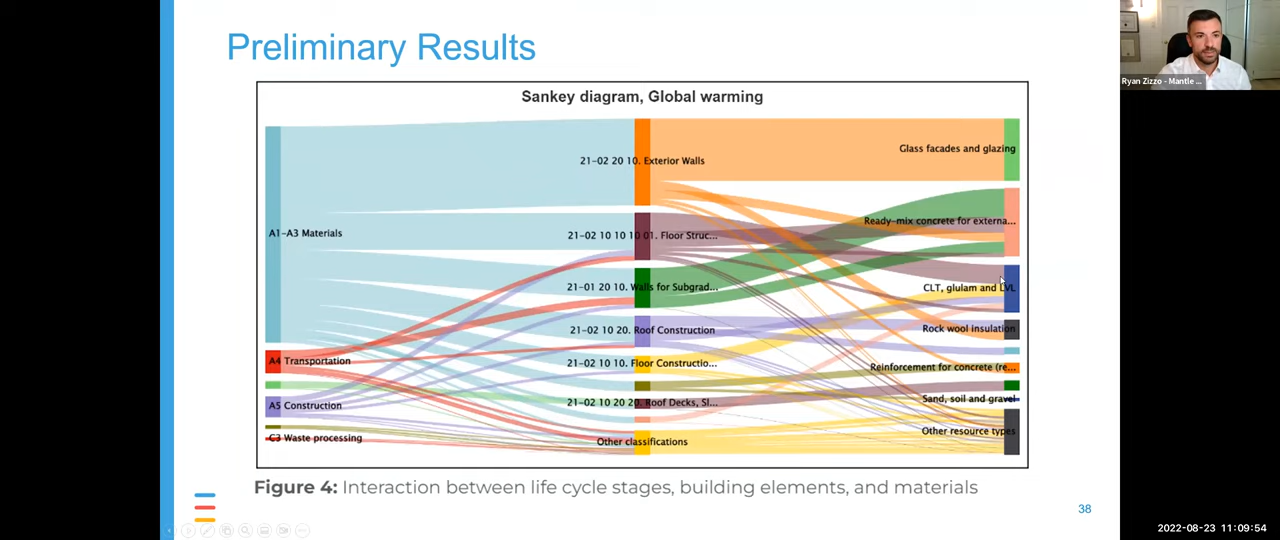 Preliminary Results
Sankey diagram, Global warming
A1-A3 Materials
A4 Transportation
A5 Construction
C3 Waste processing
21-02 20 10. Exterior Walls
21-02 10 10 10 01. Floor Struc...
21-01 20 10. Walls for Subgrad...
21-02 10 20. Roof Construction
21-02 10 10. Floor Constructio...
21-02 10 20 20. Roof Decks, Sl...
Other classifications
Glass facades and glazing
Ready-mix concrete for externa...
CLT, glulam and LVL
Rock wool insulation
Reinforcement for concrete (re...
Sand, soil and gravel
Other resource types
Figure 4: Interaction between life cycle stages, building elements, and materials
38
Ryan Zizzo - Mantle ...
2022-08-23 11:09:54